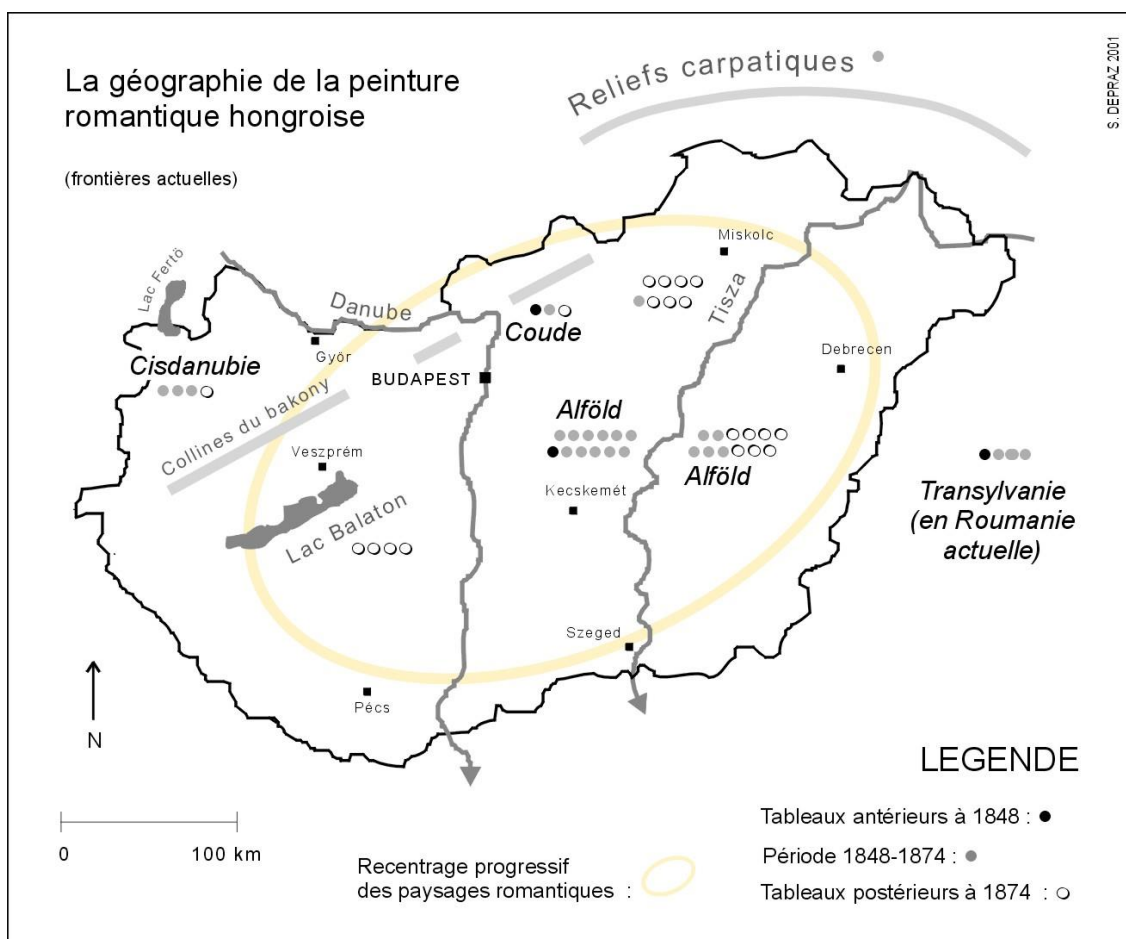 La géographie de la peinture
romantique hongroise
(frontières actuelles)
S. DEPRAZ 2001
Reliefs carpatiques
Lac Fertö
Danube
Miskolc
Tisza
Coude
Györ
Cisdanubie
BUDAPEST
Debrecen
Collines du bakony
Alföld
Veszprém
Alföld
Kecskemét
Lac Balaton
Transylvanie
(en Roumanie
actuelle)
Szeged
Pécs
N
0 100 km
LEGENDE
Tableaux antérieurs à 1848 :
Période 1848-1874 :
Tableaux postérieurs à 1874 :
Recentrage progressif
des paysages romantiques :